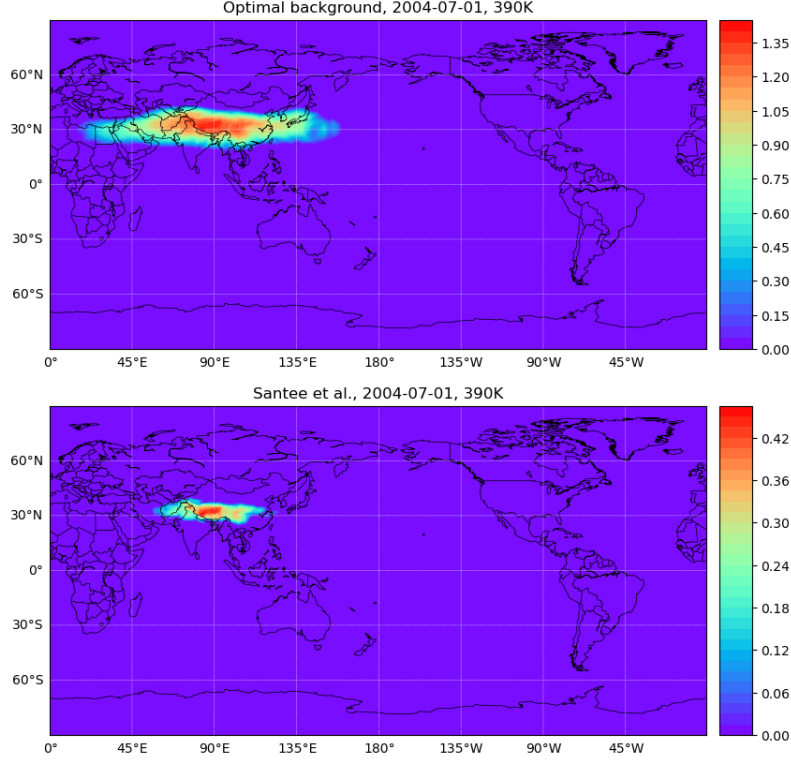 Optimal background, 2004-07-01, 390K
60°N
30°N
0°
30°S
60°S
0°
45°E
90°E
135°E
180°
135°W
90°W
45°W
1.35
1.20
1.05
0.90
0.75
0.60
0.45
0.30
0.15
0.00
Santee et al., 2004-07-01, 390K
60°N
30°N
0°
30°S
60°S
0°
45°E
90°E
135°E
180°
135°W
90°W
45°W
0.42
0.36
0.30
0.24
0.18
0.12
0.06
0.00